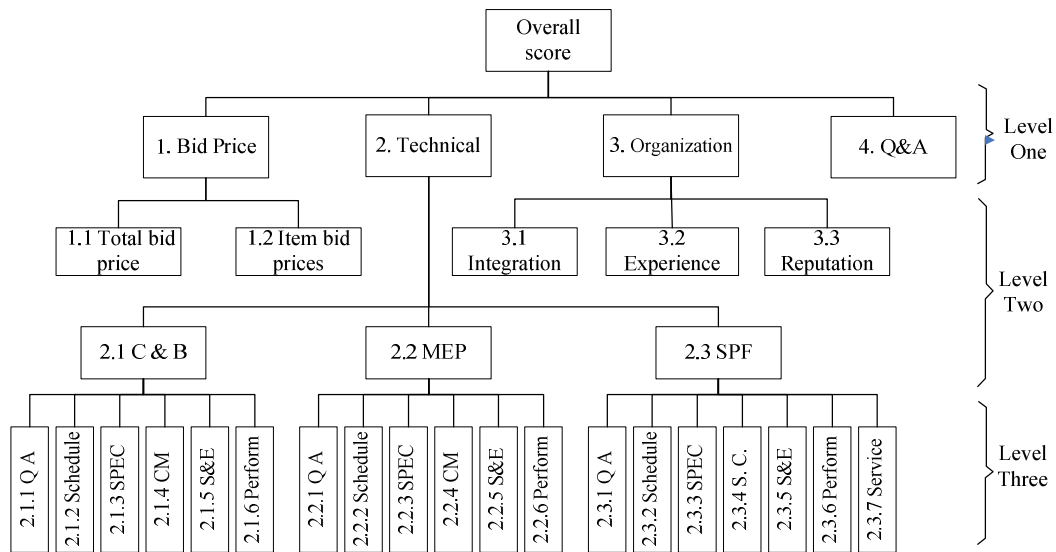 Overall
score
1. Bid Price
2. Technical
3. Organization
4. Q&A
Level
One
1.1 Total bid
price
1.2 Item bid
prices
3.1
Integration
3.2
Experience
3.3
Reputation
Level
Two
2.1 C & B
2.2 MEP
2.3 SPF
2.1.1 Q A
2.1.2 Schedule
2.1.3 SPEC
2.1.4 CM
2.1.5 S&E
2.1.6 Perform
2.2.1 Q A
2.2.2 Schedule
2.2.3 SPEC
2.2.4 CM
2.2.5 S&E
2.2.6 Perform
2.3.1 Q A
2.3.2 Schedule
2.3.3 SPEC
2.3.4 S. C.
2.3.5 S&E
2.3.6 Perform
2.3.7 Service
Level
Three